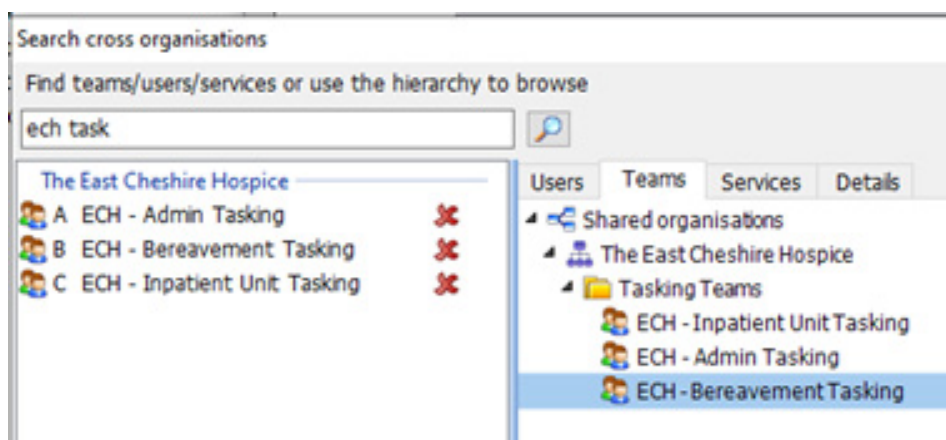 Search cross organisations
Find teams/users/services or use the hierarchy to browse
ech task
The East Cheshire Hospice
A ECH - Admin Tasking
B ECH - Bereavement Tasking
C ECH - Inpatient Unit Tasking
Users Teams Services Details
Shared organisations
The East Cheshire Hospice
Tasking Teams
ECH - Inpatient Unit Tasking
ECH - Admin Tasking
ECH - Bereavement Tasking